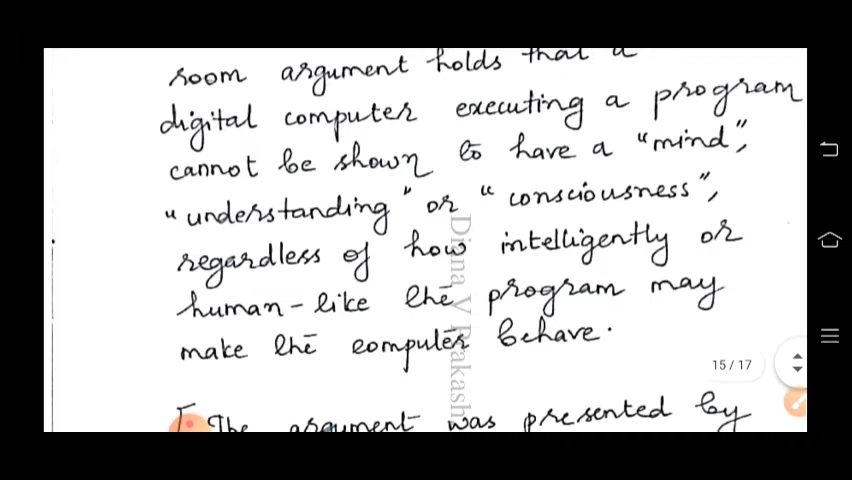 room argument holds that a
digital computer executing a program
cannot be shown to have a "mind",
"understanding" or "consciousness",
regardless of how intelligently or
human-like the program may
make the computer behave.
15/17
[The argument was presented by
Diana V Prakash